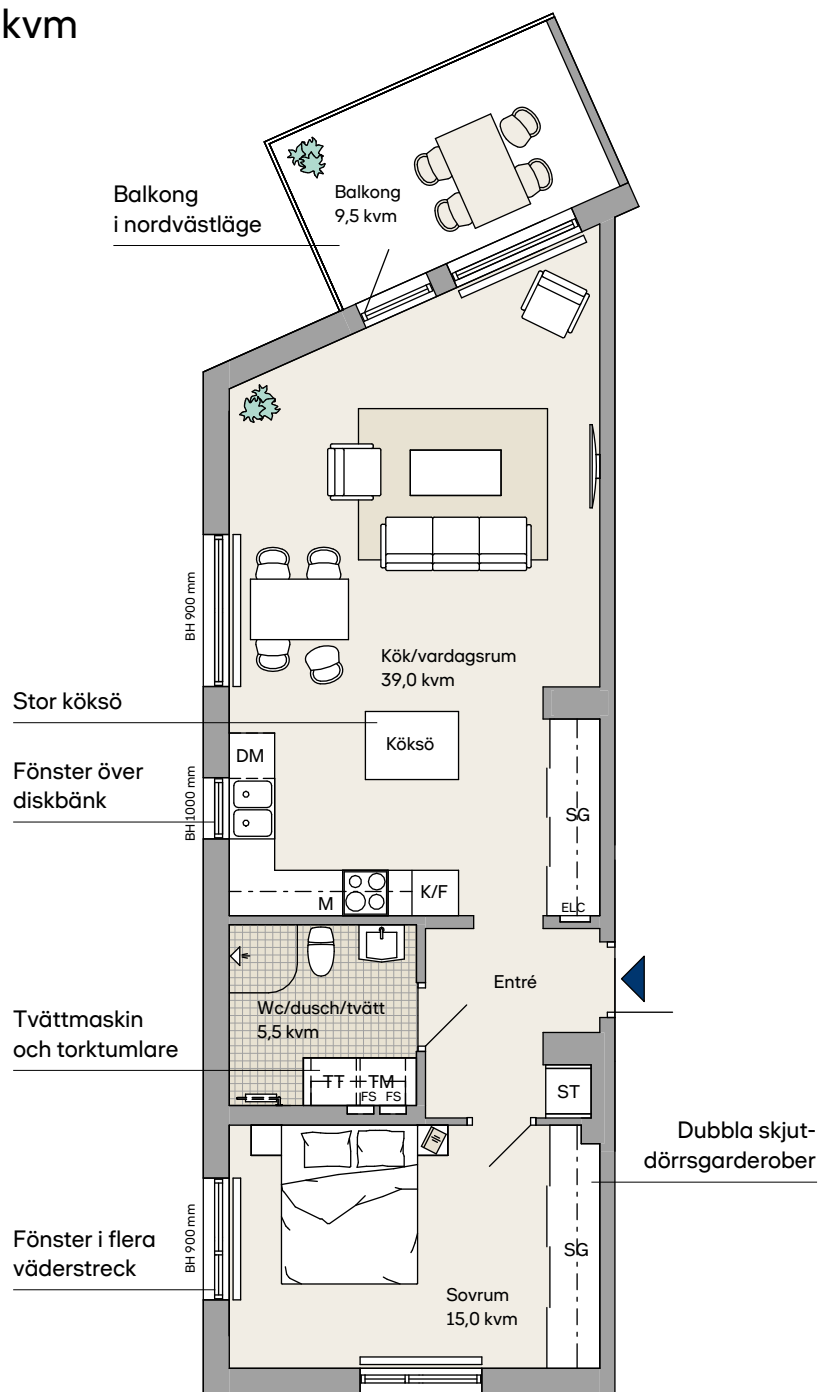 kvm
Balkong
i nordvästläge
Balkong
9,5 kvm
BH 900 mm
Kök/vardagsrum
39,0 kvm
Stor köksö
Köksö
DM
Fönster över
diskbänk
BH 1000 mm
SG
K/F
M
ELC
Entré
Wc/dusch/tvätt
5,5 kvm
Tvättmaskin
och torktumlare
TT TM
FS FS
ST
Dubbla skjut-
dörrsgarderober
BH 900 mm
Fönster i flera
väderstreck
SG
Sovrum
15,0 kvm